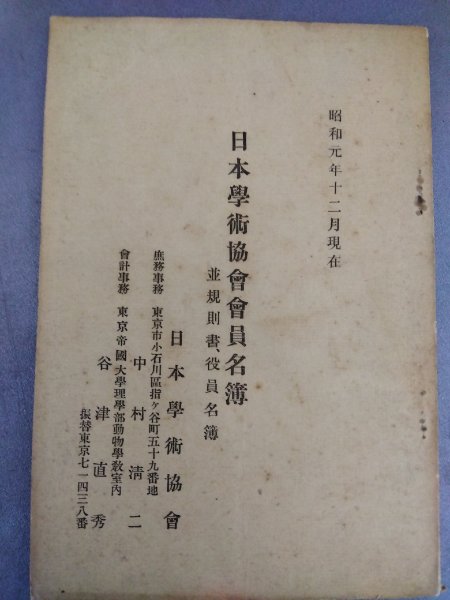 昭和元年十二月現在
日本學術協會會員名簿
並規則書、役員名簿
日本學術協會
庶務事務 東京市小石川區指ヶ谷町五十九番地
中村清二
會計事務 東京帝國大學理學部動物學敎室內
谷津直秀
振替東京七一四三八番